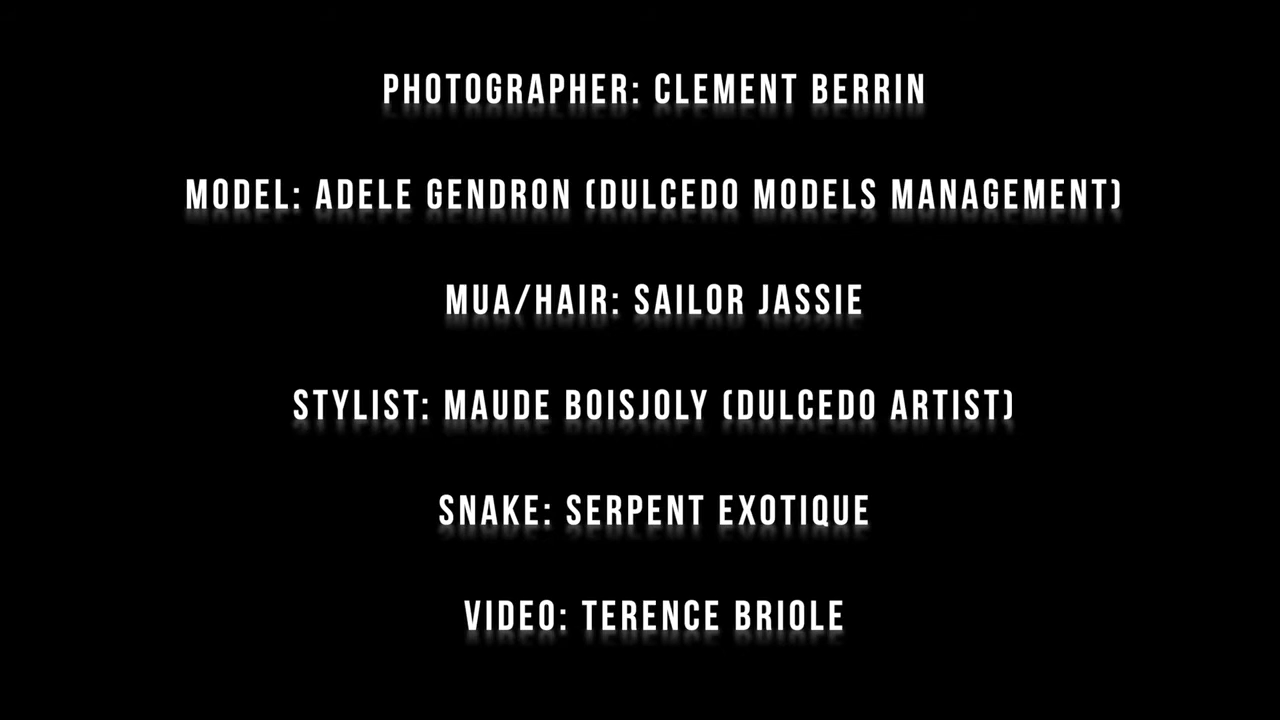 PHOTOGRAPHER: CLEMENT BERRIN
MODEL: ADELE GENDRON (DULCEDO MODELS MANAGEMENT)
MUA/HAIR: SAILOR JASSIE
STYLIST: MAUDE BOISJOLY (DULCEDO ARTIST)
SNAKE: SERPENT EXOTIQUE
VIDEO: TERENCE BRIOLE